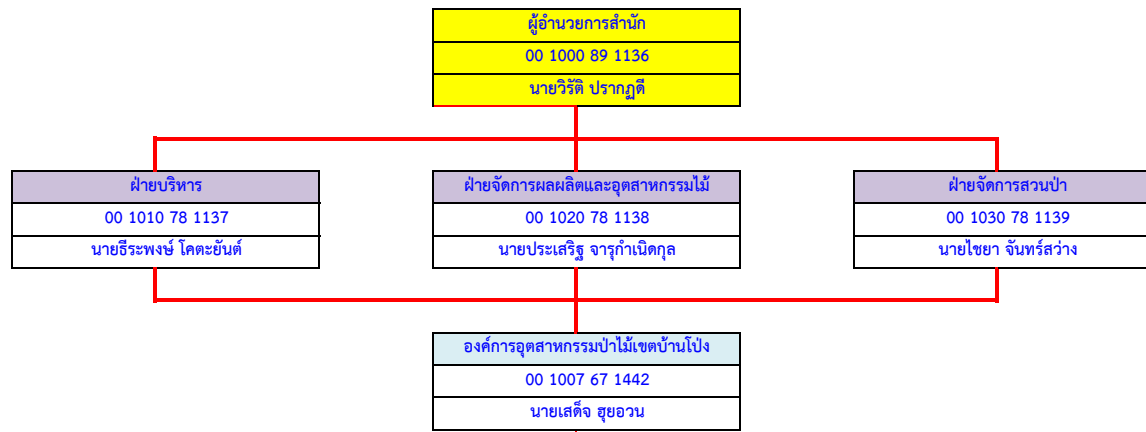 ผู้อำนวยการสำนัก
00 1000 89 1136
นายวิรัติ ปรากฏดี
ฝ่ายบริหาร
00 1010 78 1137
นายธีระพงษ์ โคตะยันต์
ฝ่ายจัดการผลผลิตและอุตสาหกรรมไม้
00 1020 78 1138
นายประเสริฐ จารุกำเนิดกุล
ฝ่ายจัดการสวนป่า
00 1030 78 1139
นายไชยา จันทร์สว่าง
องค์การอุตสาหกรรมป่าไม้เขตบ้านโป่ง
00 1007 67 1442
นายเสด็จ ฮุยอวน